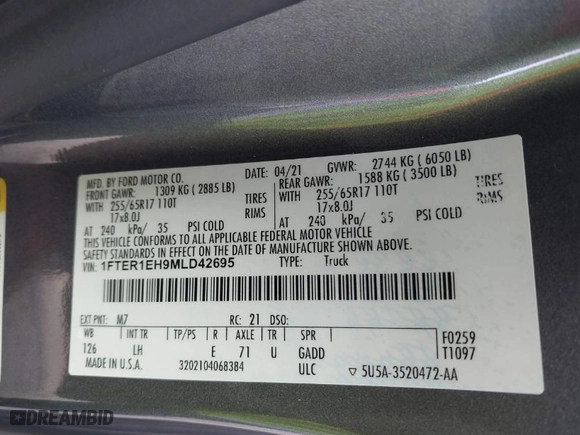 MFD. BY FORD MOTOR CO.
DATE: 04/21 GVWR: 2744 KG ( 6050 LB)
FRONT GAWR: 1309 KG ( 2885 LB) REAR GAWR: 1588 KG ( 3500 LB)
WITH 255/65R17 110T TIRES WITH 255/65R17 110T TIRES
17x8.0J RIMS 17x8.0J RIMS
AT 240 kPa/ 35 PSI COLD AT 240 kPa/ 35 PSI COLD
THIS VEHICLE CONFORMS TO ALL APPLICABLE FEDERAL MOTOR VEHICLE
SAFETY STANDARDS IN EFFECT ON THE DATE OF MANUFACTURE SHOWN ABOVE.
VIN: 1FTER1EH9MLD42695 TYPE: Truck
EXT PNT: M7 RC: 21 DSO:
WB INT TR TP/PS R AXLE TR SPR F0259
126 LH E 71 U GADD T1097
MADE IN U.S.A. 3202104068384 ULC ▽ 5U5A-3520472-AA
DREAMBID